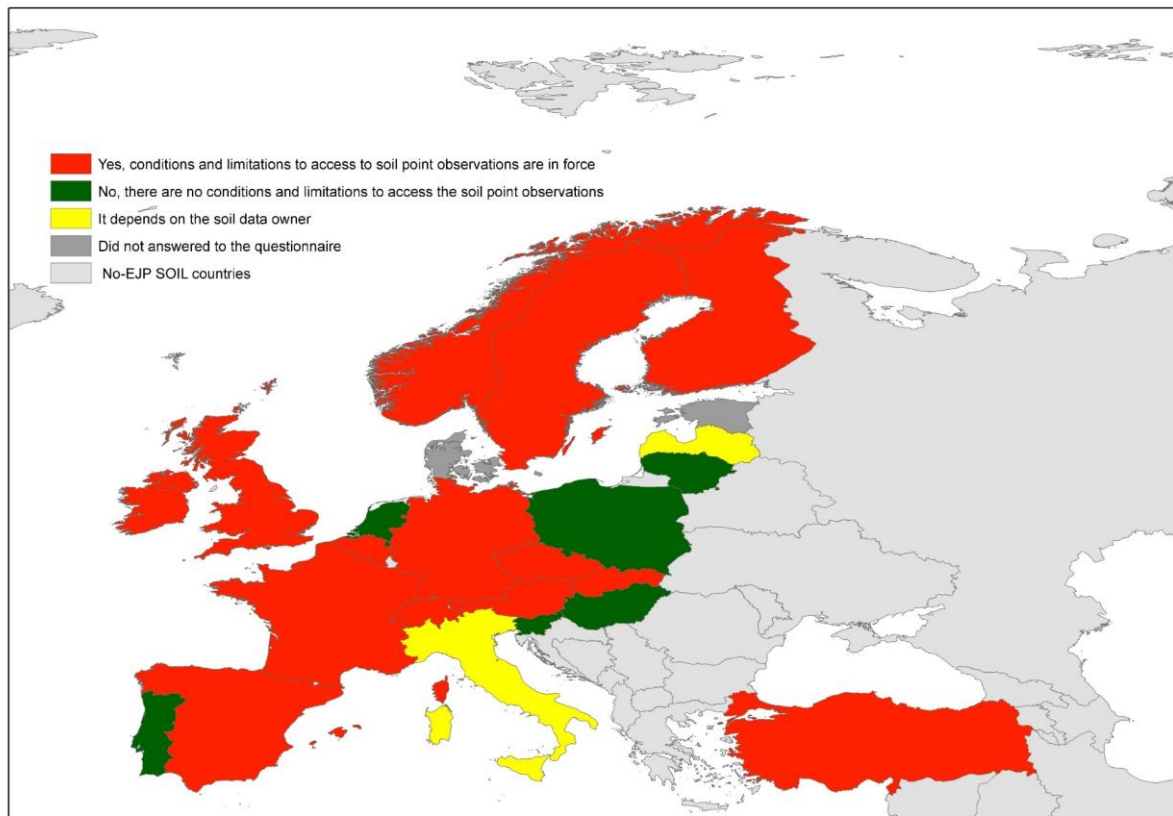 Yes, conditions and limitations to access to soil point observations are in force
No, there are no conditions and limitations to access the soil point observations
It depends on the soil data owner
Did not answered to the questionnaire
No-EJP SOIL countries